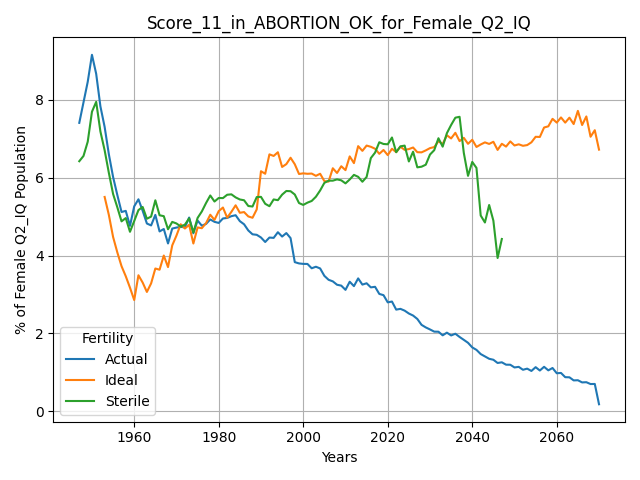 Score_11_in_ABORTION_OK_for_Female_Q2_IQ
% of Female Q2_IQ Population
8
6
4
2
0
Fertility
Actual
Ideal
Sterile
1960 1980 2000 2020 2040 2060
Years